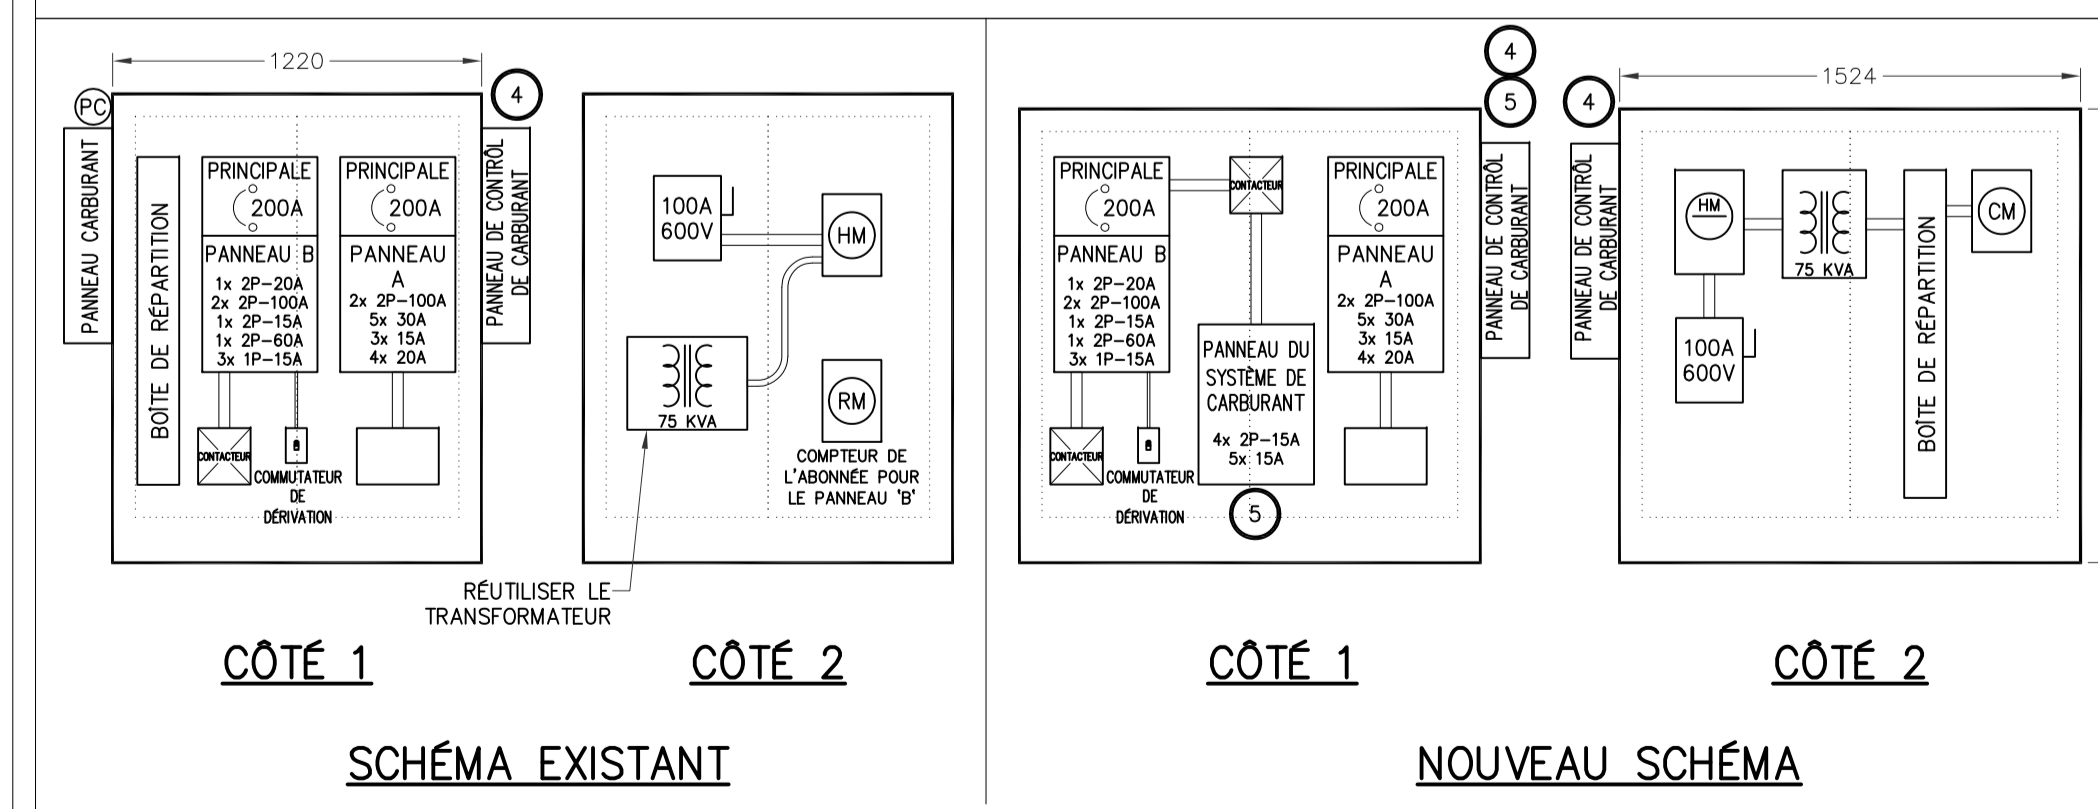 1220
PC
4
PANNEAU CARBURANT
BOÎTE DE RÉPARTITION
PRINCIPALE
200A
PANNEAU B
1x 2P-20A
2x 2P-100A
1x 2P-15A
1x 2P-60A
3x 1P-15A
CONTACTEUR
COMMUTATEUR
DE
DÉRIVATION
PRINCIPALE
200A
PANNEAU
A
2x 2P-100A
5x 30A
3x 15A
4x 20A
PANNEAU DE CONTRÔL
DE CARBURANT
100A
600V
HM
75 KVA
RM
COMPTEUR DE
L'ABONNÉE POUR
LE PANNEAU 'B'
RÉUTILISER LE
TRANSFORMATEUR
CÔTÉ 1
CÔTÉ 2
SCHÉMA EXISTANT
4
5
PRINCIPALE
200A
PANNEAU B
1x 2P-20A
2x 2P-100A
1x 2P-15A
1x 2P-60A
3x 1P-15A
CONTACTEUR
COMMUTATEUR
DE
DÉRIVATION
CONTACTEUR
PANNEAU DU
SYSTÈME DE
CARBURANT
4x 2P-15A
5x 15A
5
PRINCIPALE
200A
PANNEAU
A
2x 2P-100A
5x 30A
3x 15A
4x 20A
PANNEAU DE CONTRÔL
DE CARBURANT
4
1524
PANNEAU DE CONTRÔL
DE CARBURANT
HM
75 KVA
100A
600V
BOÎTE DE RÉPARTITION
CM
CÔTÉ 1
CÔTÉ 2
NOUVEAU SCHÉMA